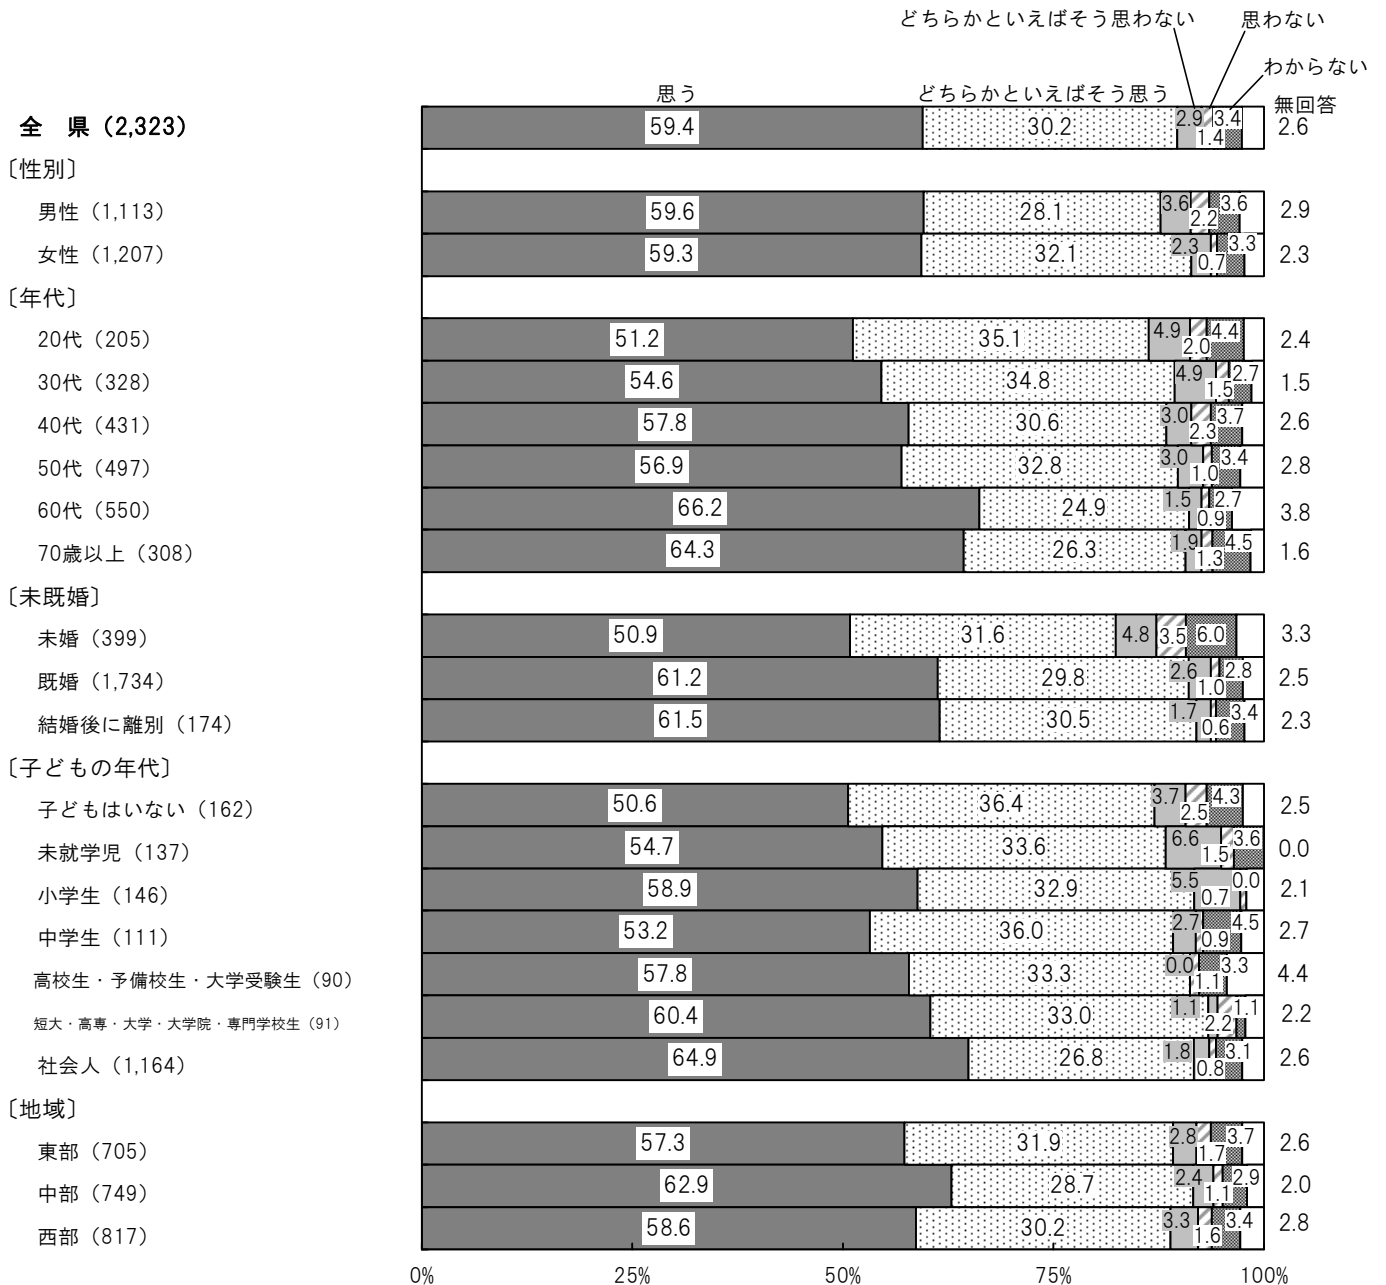 どちらかといえばそう思わない 思わない
わからない
思う どちらかといえばそう思う 無回答
全 県 (2,323) 59.4 30.2 2.9 1.4 3.4 2.6
〔性別〕
男性 (1,113) 59.6 28.1 3.6 2.2 3.6 2.9
女性 (1,207) 59.3 32.1 2.3 0.7 3.3 2.3
〔年代〕
20代 (205) 51.2 35.1 4.9 2.0 4.4 2.4
30代 (328) 54.6 34.8 4.9 1.5 2.7 1.5
40代 (431) 57.8 30.6 3.0 2.3 3.7 2.6
50代 (497) 56.9 32.8 3.0 1.0 3.4 2.8
60代 (550) 66.2 24.9 1.5 0.9 2.7 3.8
70歳以上 (308) 64.3 26.3 1.9 1.3 4.5 1.6
〔未既婚〕
未婚 (399) 50.9 31.6 4.8 3.5 6.0 3.3
既婚 (1,734) 61.2 29.8 2.6 1.0 2.8 2.5
結婚後に離別 (174) 61.5 30.5 1.7 0.6 3.4 2.3
〔子どもの年代〕
子どもはいない (162) 50.6 36.4 3.7 2.5 4.3 2.5
未就学児 (137) 54.7 33.6 6.6 1.5 3.6 0.0
小学生 (146) 58.9 32.9 5.5 0.7 0.0 2.1
中学生 (111) 53.2 36.0 2.7 0.9 4.5 2.7
高校生・予備校生・大学受験生 (90) 57.8 33.3 0.0 1.1 3.3 4.4
短大・高専・大学・大学院・専門学校生 (91) 60.4 33.0 1.1 2.2 1.1 2.2
社会人 (1,164) 64.9 26.8 1.8 0.8 3.1 2.6
〔地域〕
東部 (705) 57.3 31.9 2.8 1.7 3.7 2.6
中部 (749) 62.9 28.7 2.4 1.1 2.9 2.0
西部 (817) 58.6 30.2 3.3 1.6 3.4 2.8
0% 25% 50% 75% 100%